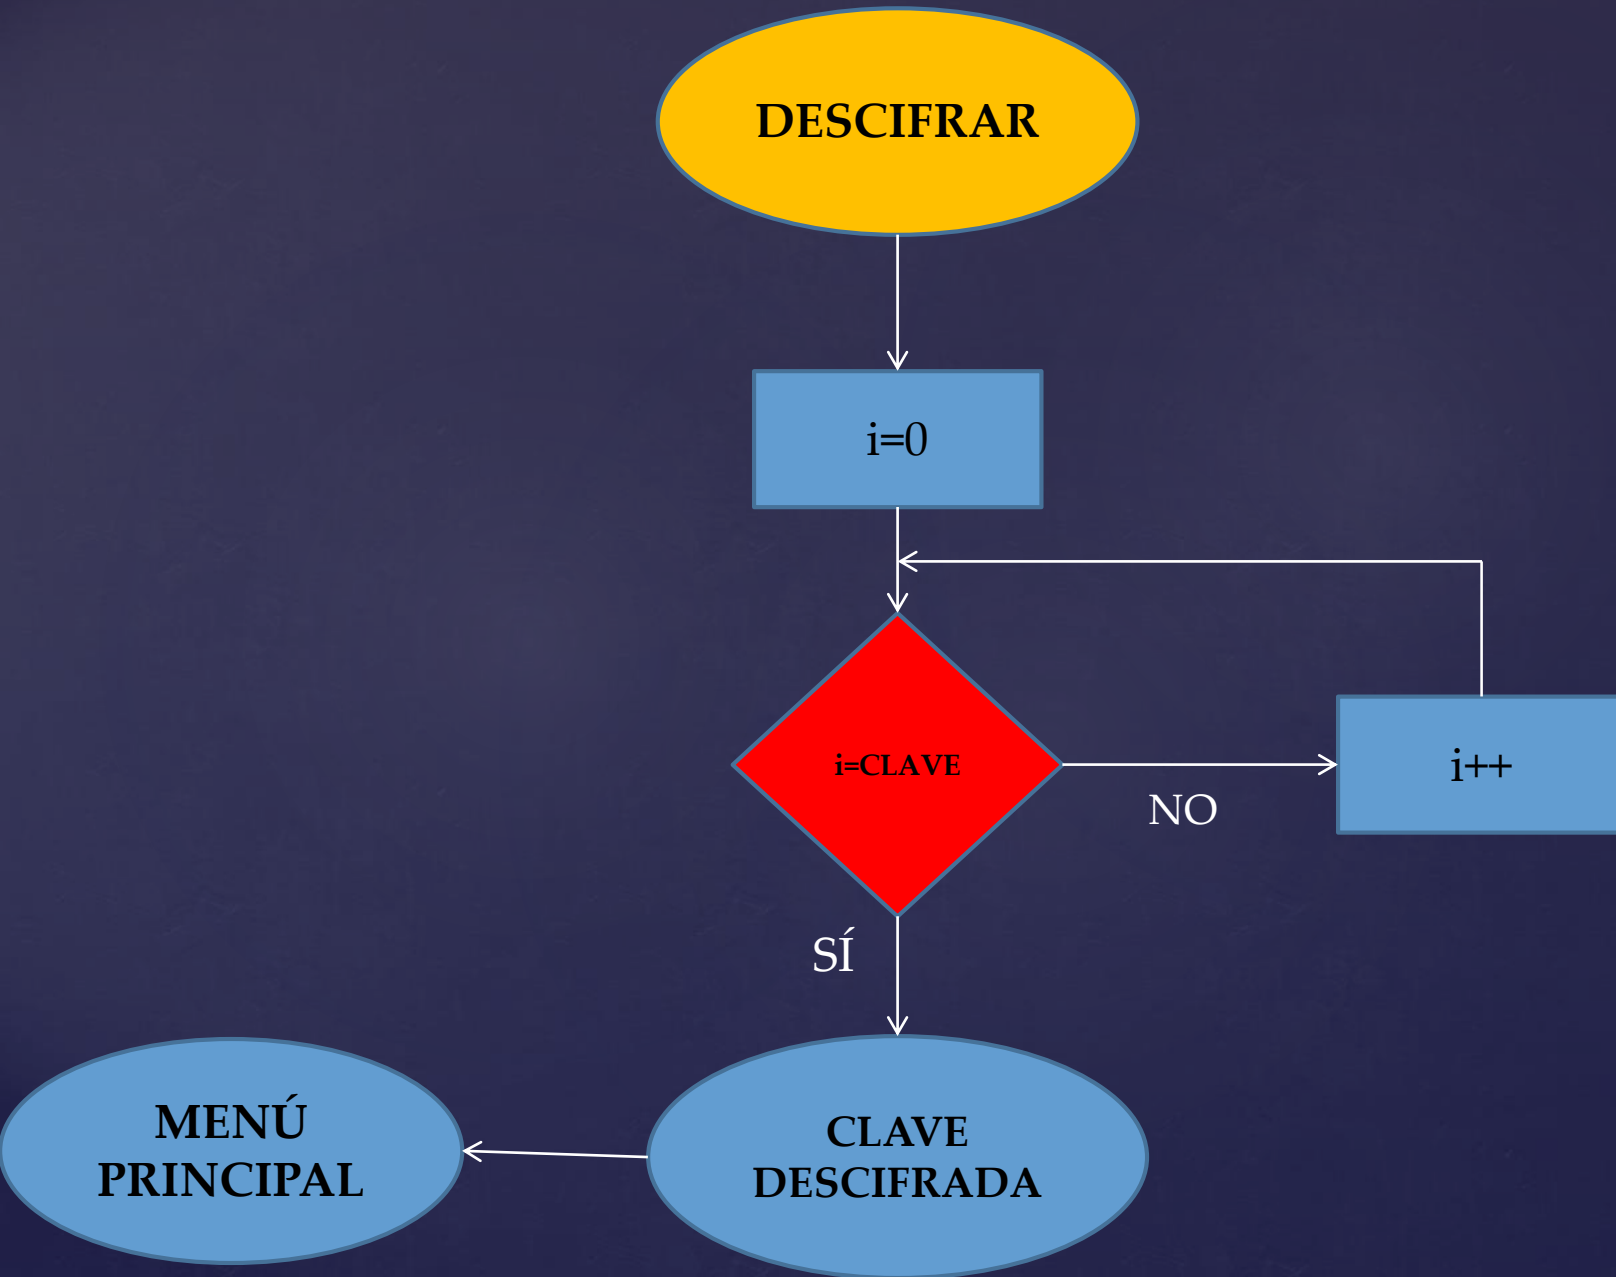 DESCIFRAR
i=0
i=CLAVE
NO
i++
SÍ
MENÚ
PRINCIPAL
CLAVE
DESCIFRADA